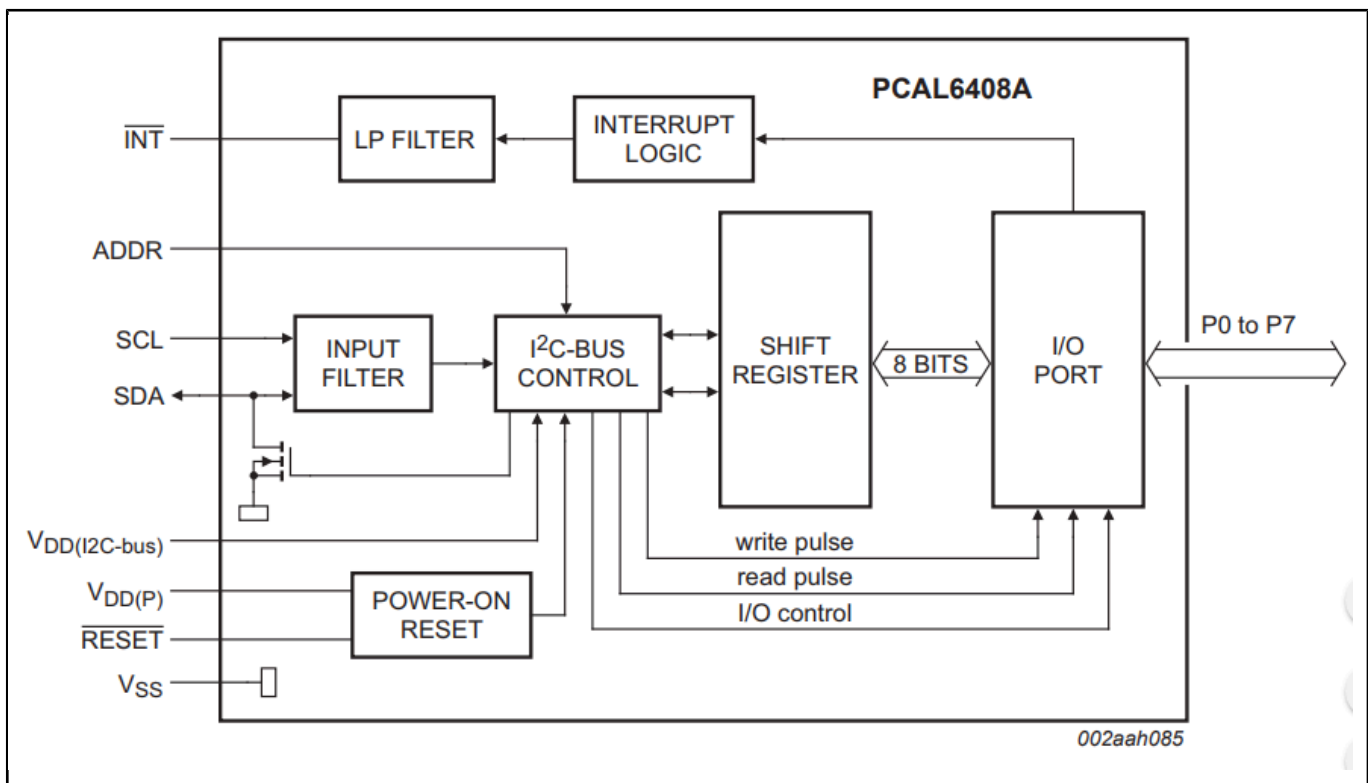 PCAL6408A
INT
LP FILTER
INTERRUPT
LOGIC
ADDR
SCL
SDA
INPUT
FILTER
I²C-BUS
CONTROL
SHIFT
REGISTER
8 BITS
I/O
PORT
P0 to P7
VDD(I2C-bus)
VDD(P)
RESET
VSS
POWER-ON
RESET
write pulse
read pulse
I/O control
002aah085